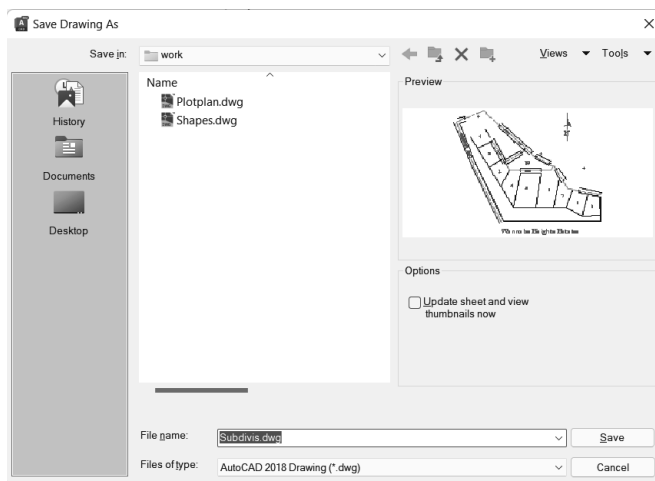 Save Drawing As
Save in:
work
Views
Tools
History
Documents
Desktop
Name
Plotplan.dwg
Shapes.dwg
Preview
Options
Update sheet and view
thumbnails now
File name:
Subdivis.dwg
Save
Files of type:
AutoCAD 2018 Drawing (*.dwg)
Cancel